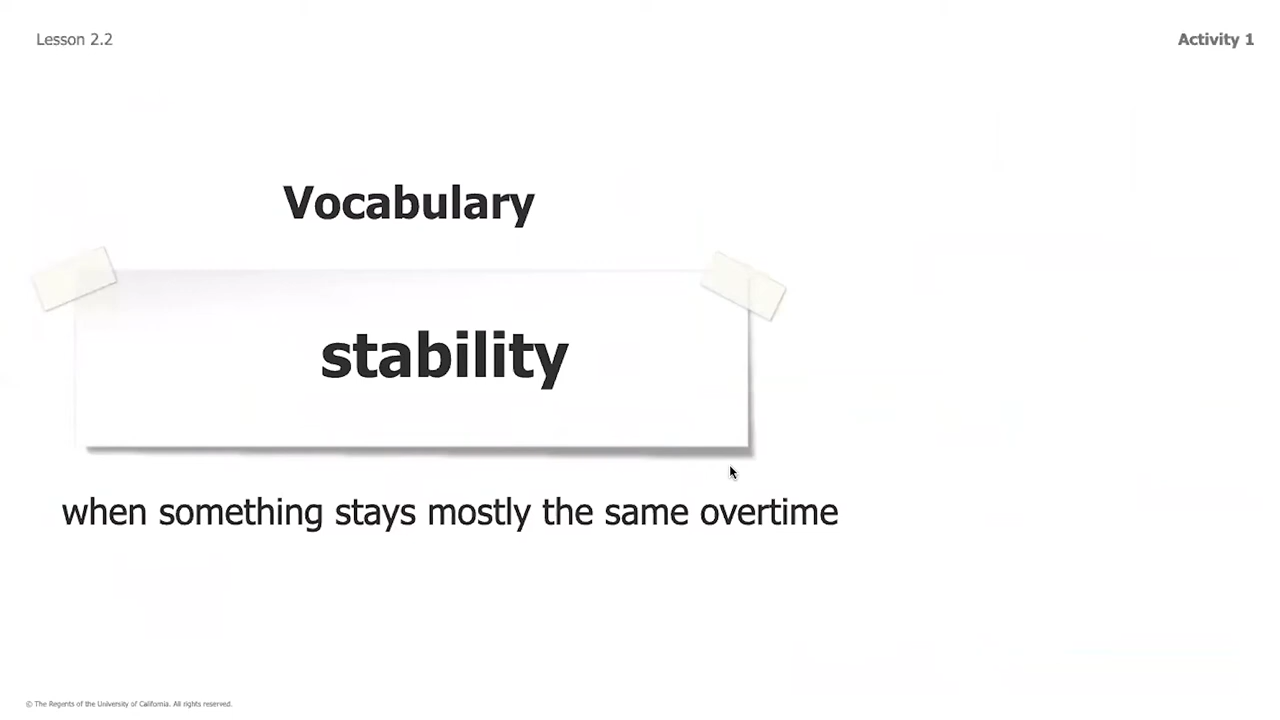 Lesson 2.2
Activity 1
Vocabulary
stability
when something stays mostly the same overtime
© The Regents of the University of California. All rights reserved.